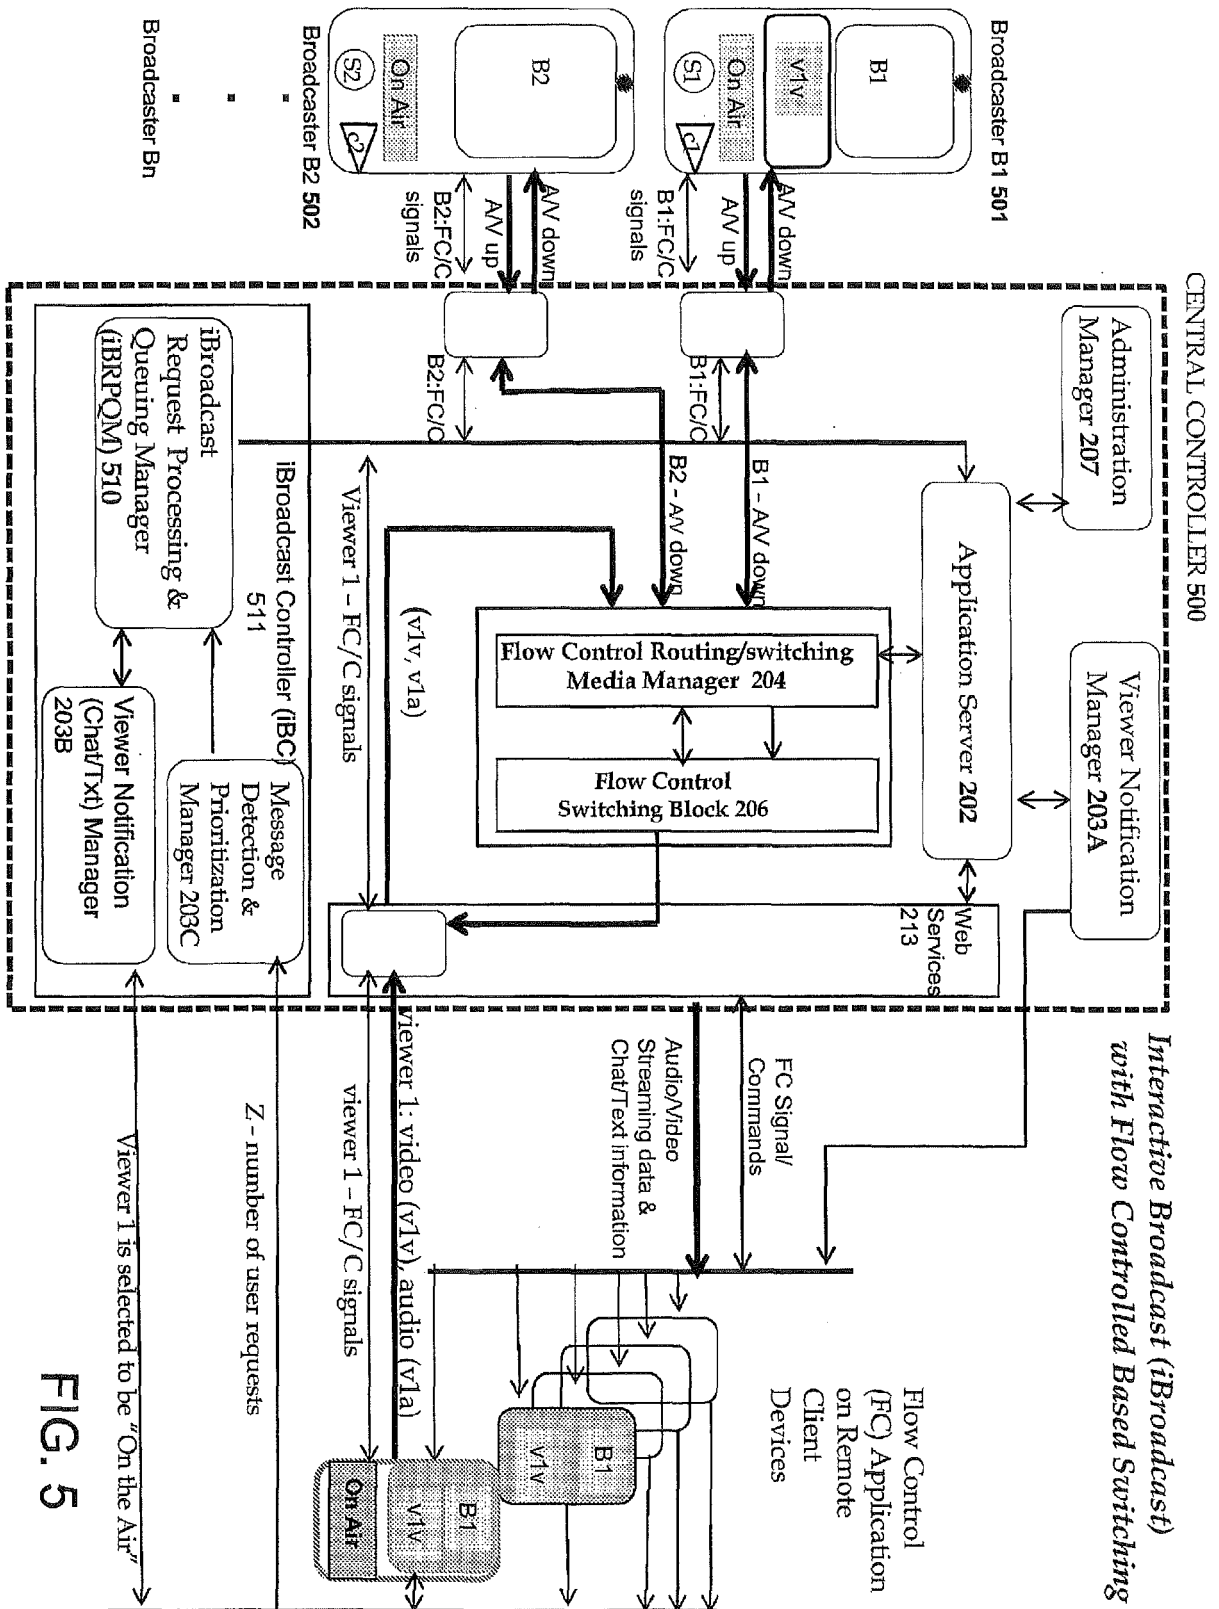 Interactive Broadcast (iBroadcast)
with Flow Controlled Based Switching
CENTRAL CONTROLLER 500
Broadcaster B1 501
B1
v1v
On Air
S1
c1
A/V down
A/V up
B1:FC/C
signals
Broadcaster B2 502
B2
On Air
S2
c2
A/V down
A/V up
B2:FC/C
signals
Broadcaster Bn
Administration
Manager 207
Viewer Notification
Manager 203A
Application Server 202
Web
Services
213
B1:FC/C
B1 - A/V down
B2:FC/C
B2 - A/V down
Flow Control Routing/switching
Media Manager 204
Flow Control
Switching Block 206
(v1v, v1a)
Viewer 1 – FC/C signals
iBroadcast Controller (iBC)
511
iBroadcast
Request Processing &
Queuing Manager
(iBRPQM) 510
Message
Detection &
Prioritization
Manager 203C
Viewer Notification
(Chat/Txt) Manager
203B
FC Signal/
Commands
Audio/Video
Streaming data &
Chat/Text information
viewer 1: video (v1v), audio (v1a)
viewer 1 – FC/C signals
Z - number of user requests
Viewer 1 is selected to be "On the Air"
Flow Control
(FC) Application
on Remote
Client
Devices
B1
v1v
B1
v1v
On Air
FIG. 5